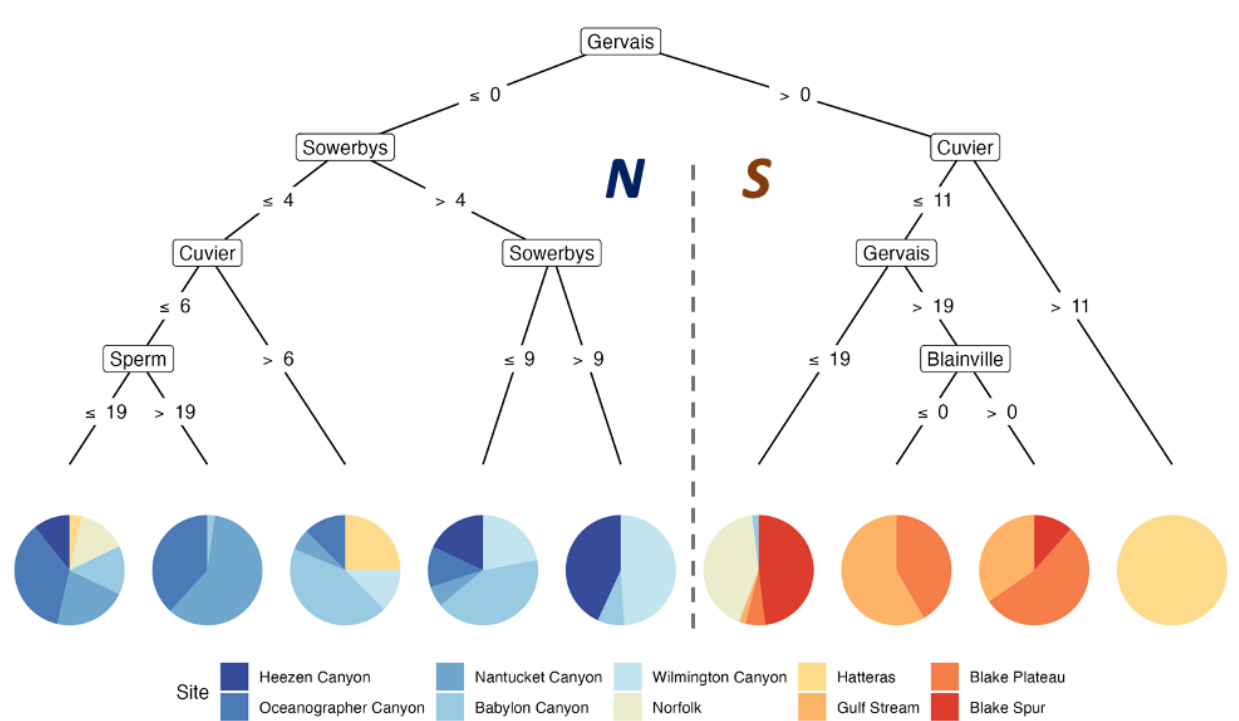 Gervais
≤ 0
> 0
Sowerbys
N
S
Cuvier
≤ 4
> 4
≤ 11
Cuvier
Sowerbys
Gervais
≤ 6
> 19
> 11
Sperm
> 6
≤ 9
> 9
≤ 19
Blainville
≤ 19
> 19
≤ 0
> 0
Site
Heezen Canyon
Nantucket Canyon
Wilmington Canyon
Hatteras
Blake Plateau
Oceanographer Canyon
Babylon Canyon
Norfolk
Gulf Stream
Blake Spur